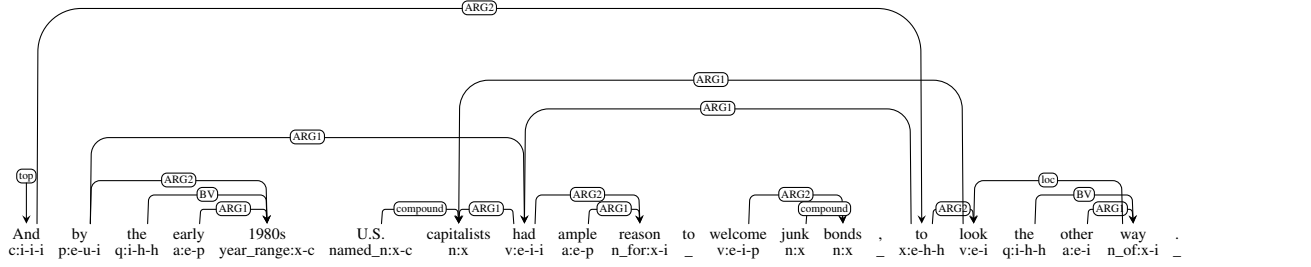 ARG2
ARG1
ARG1
ARG1
top ARG2 ARG2 ARG2 loc
BV BV
ARG1 compound ARG1 ARG1 compound ARG2 ARG1
And by the early 1980s U.S. capitalists had ample reason to welcome junk bonds , to look the other way .
c:i-i-i p:e-u-i q:i-h-h a:e-p year_range:x-c named_n:x-c n:x v:e-i-i a:e-p n_for:x-i _ v:e-i-p n:x n:x _ x:e-h-h v:e-i q:i-h-h a:e-i n_of:x-i _